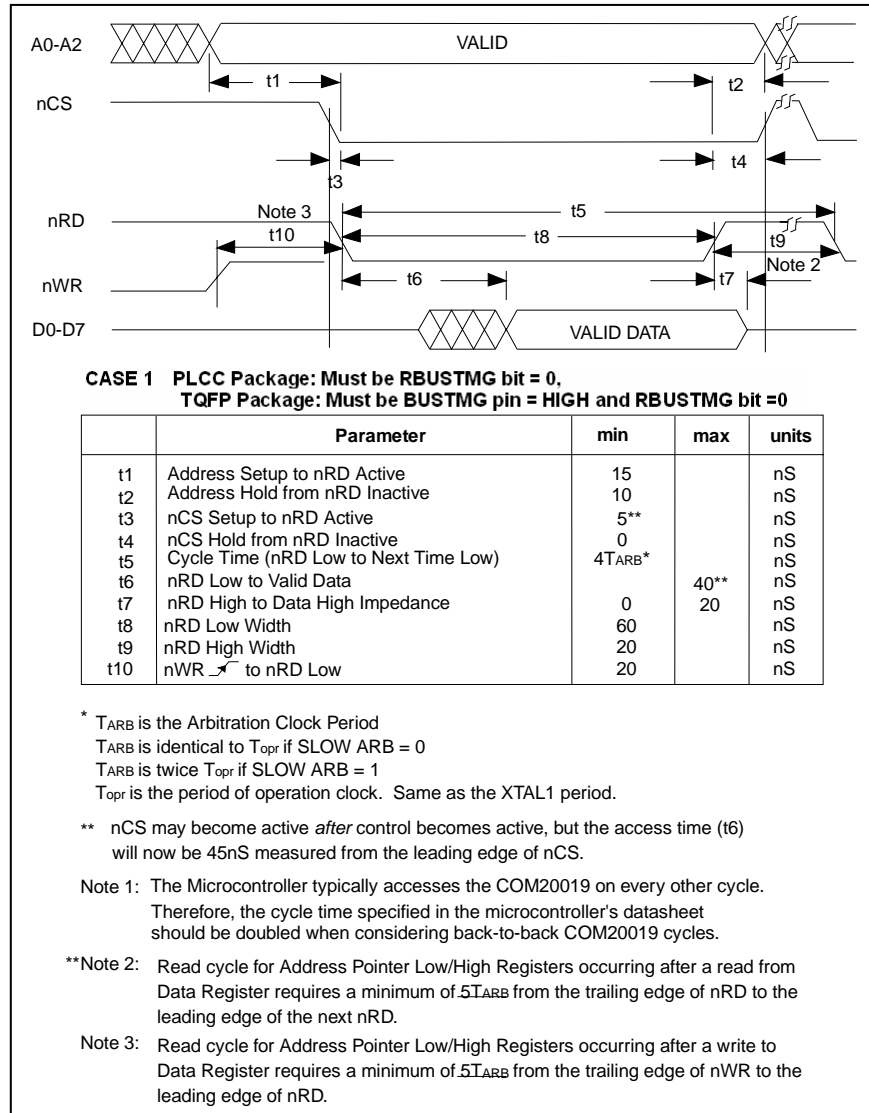 A0-A2
VALID
t1
t2
nCS
t3
t4
nRD
Note 3
t5
t8
t10
t9
Note 2
nWR
t6
t7
D0-D7
VALID DATA
CASE 1 PLCC Package: Must be RBUSTMG bit = 0,
TQFP Package: Must be BUSTMG pin = HIGH and RBUSTMG bit =0
Parameter min max units
t1 Address Setup to nRD Active 15 nS
t2 Address Hold from nRD Inactive 10 nS
t3 nCS Setup to nRD Active 5** nS
t4 nCS Hold from nRD Inactive 0 nS
t5 Cycle Time (nRD Low to Next Time Low) 4TARB* nS
t6 nRD Low to Valid Data 40** nS
t7 nRD High to Data High Impedance 0 20 nS
t8 nRD Low Width 60 nS
t9 nRD High Width 20 nS
t10 nWR to nRD Low 20 nS
* TARB is the Arbitration Clock Period
TARB is identical to Topr if SLOW ARB = 0
TARB is twice Topr if SLOW ARB = 1
Topr is the period of operation clock. Same as the XTAL1 period.
** nCS may become active after control becomes active, but the access time (t6)
will now be 45nS measured from the leading edge of nCS.
Note 1: The Microcontroller typically accesses the COM20019 on every other cycle.
Therefore, the cycle time specified in the microcontroller's datasheet
should be doubled when considering back-to-back COM20019 cycles.
**Note 2: Read cycle for Address Pointer Low/High Registers occurring after a read from
Data Register requires a minimum of 5TARB from the trailing edge of nRD to the
leading edge of the next nRD.
Note 3: Read cycle for Address Pointer Low/High Registers occurring after a write to
Data Register requires a minimum of 5TARB from the trailing edge of nWR to the
leading edge of nRD.